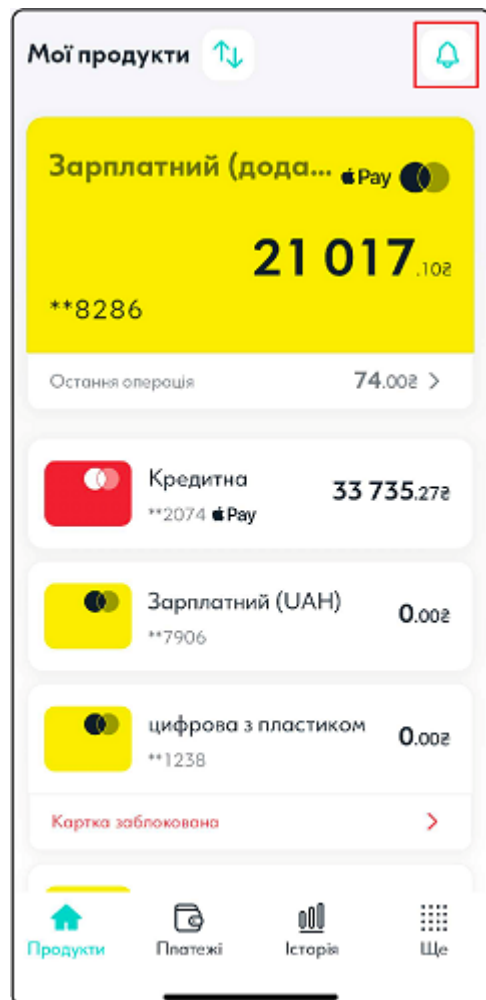 Мої продукти
Зарплатний (дода... Pay
21 017.10₴
**8286
Остання операція 74.00₴
Кредитна 33 735.27₴
**2074 Pay
Зарплатний (UAH) 0.00₴
**7906
цифрова з пластиком 0.00₴
**1238
Картка заблокована
Продукти Платежі Історія Ще